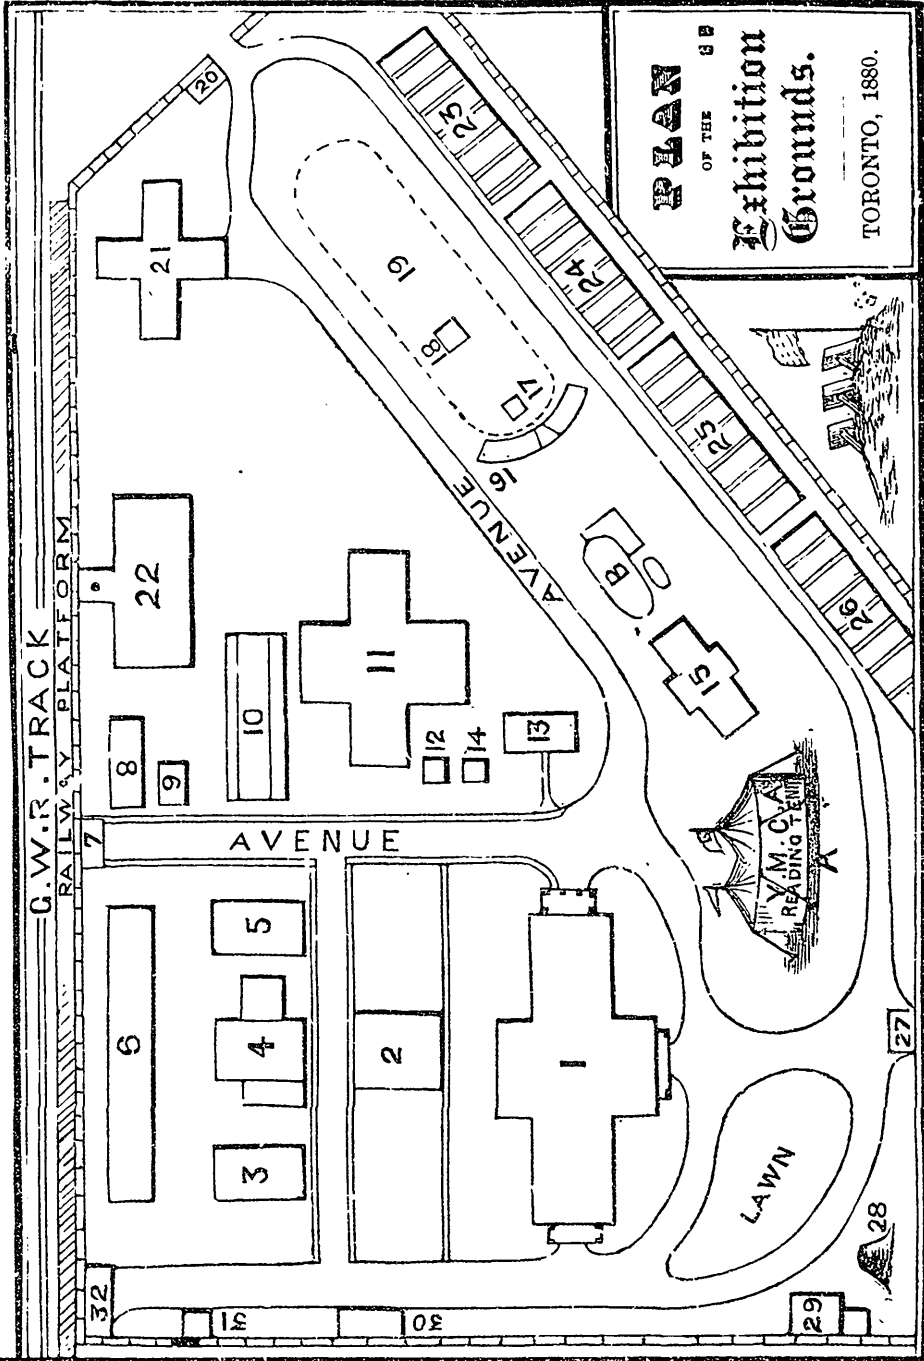 PLAN
OF THE
Exhibition
Grounds.
TORONTO, 1880.
G.W.R. TRACK
RAILWAY PLATFORM
20
21
22
8
9
7
10
11
12
14
13
AVENUE
AVENUE
AVENUE
23
24
25
26
19
18
17
16
B
15
Y.M.C.A.
READING TENT
A
6
5
4
3
2
1
LAWN
27
28
29
30
31
32